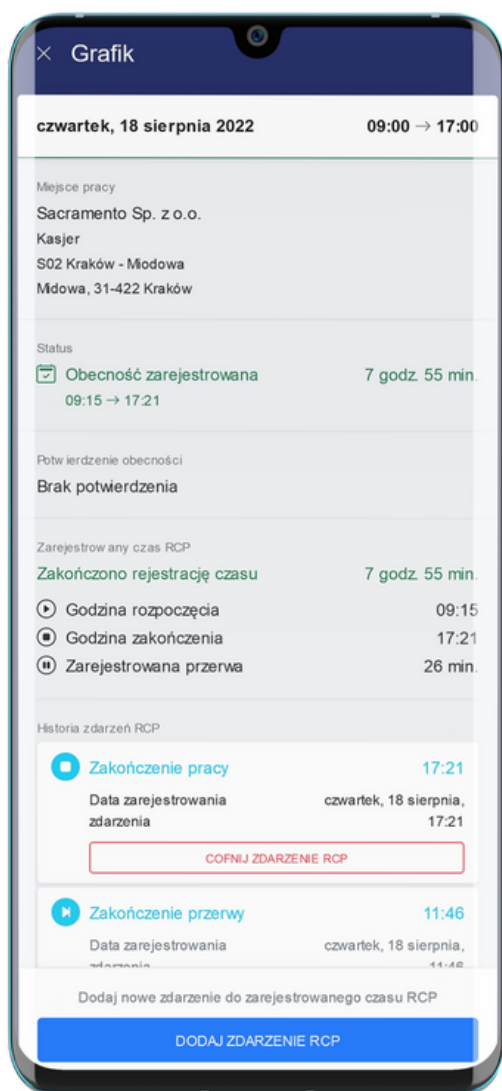 Grafik
czwartek, 18 sierpnia 2022 09:00 → 17:00
Miejsce pracy
Sacramento Sp. z o.o.
Kasjer
S02 Kraków - Miodowa
Midowa, 31-422 Kraków
Status
Obecność zarejestrowana 7 godz. 55 min.
09:15 → 17:21
Potwierdzenie obecności
Brak potwierdzenia
Zarejestrowany czas RCP
Zakończono rejestrację czasu 7 godz. 55 min.
Godzina rozpoczęcia 09:15
Godzina zakończenia 17:21
Zarejestrowana przerwa 26 min.
Historia zdarzeń RCP
Zakończenie pracy 17:21
Data zarejestrowania czwartek, 18 sierpnia,
zdarzenia 17:21
COFNIJ ZDARZENIE RCP
Zakończenie przerwy 11:46
Data zarejestrowania czwartek, 18 sierpnia,
zdarzenia 11:46
Dodaj nowe zdarzenie do zarejestrowanego czasu RCP
DODAJ ZDARZENIE RCP